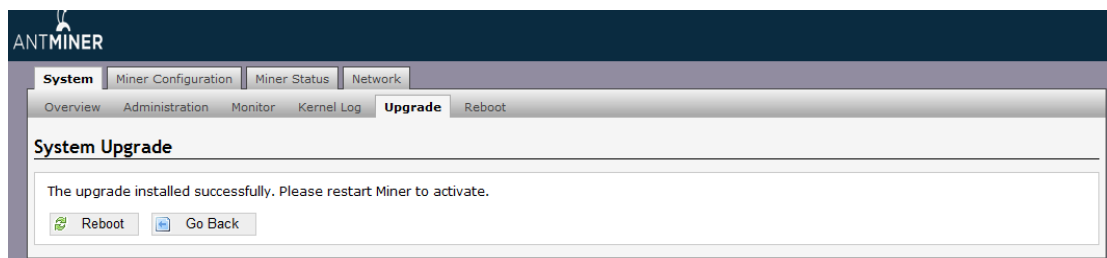 ANTMINER
System Miner Configuration Miner Status Network
Overview Administration Monitor Kernel Log Upgrade Reboot
System Upgrade
The upgrade installed successfully. Please restart Miner to activate.
Reboot Go Back